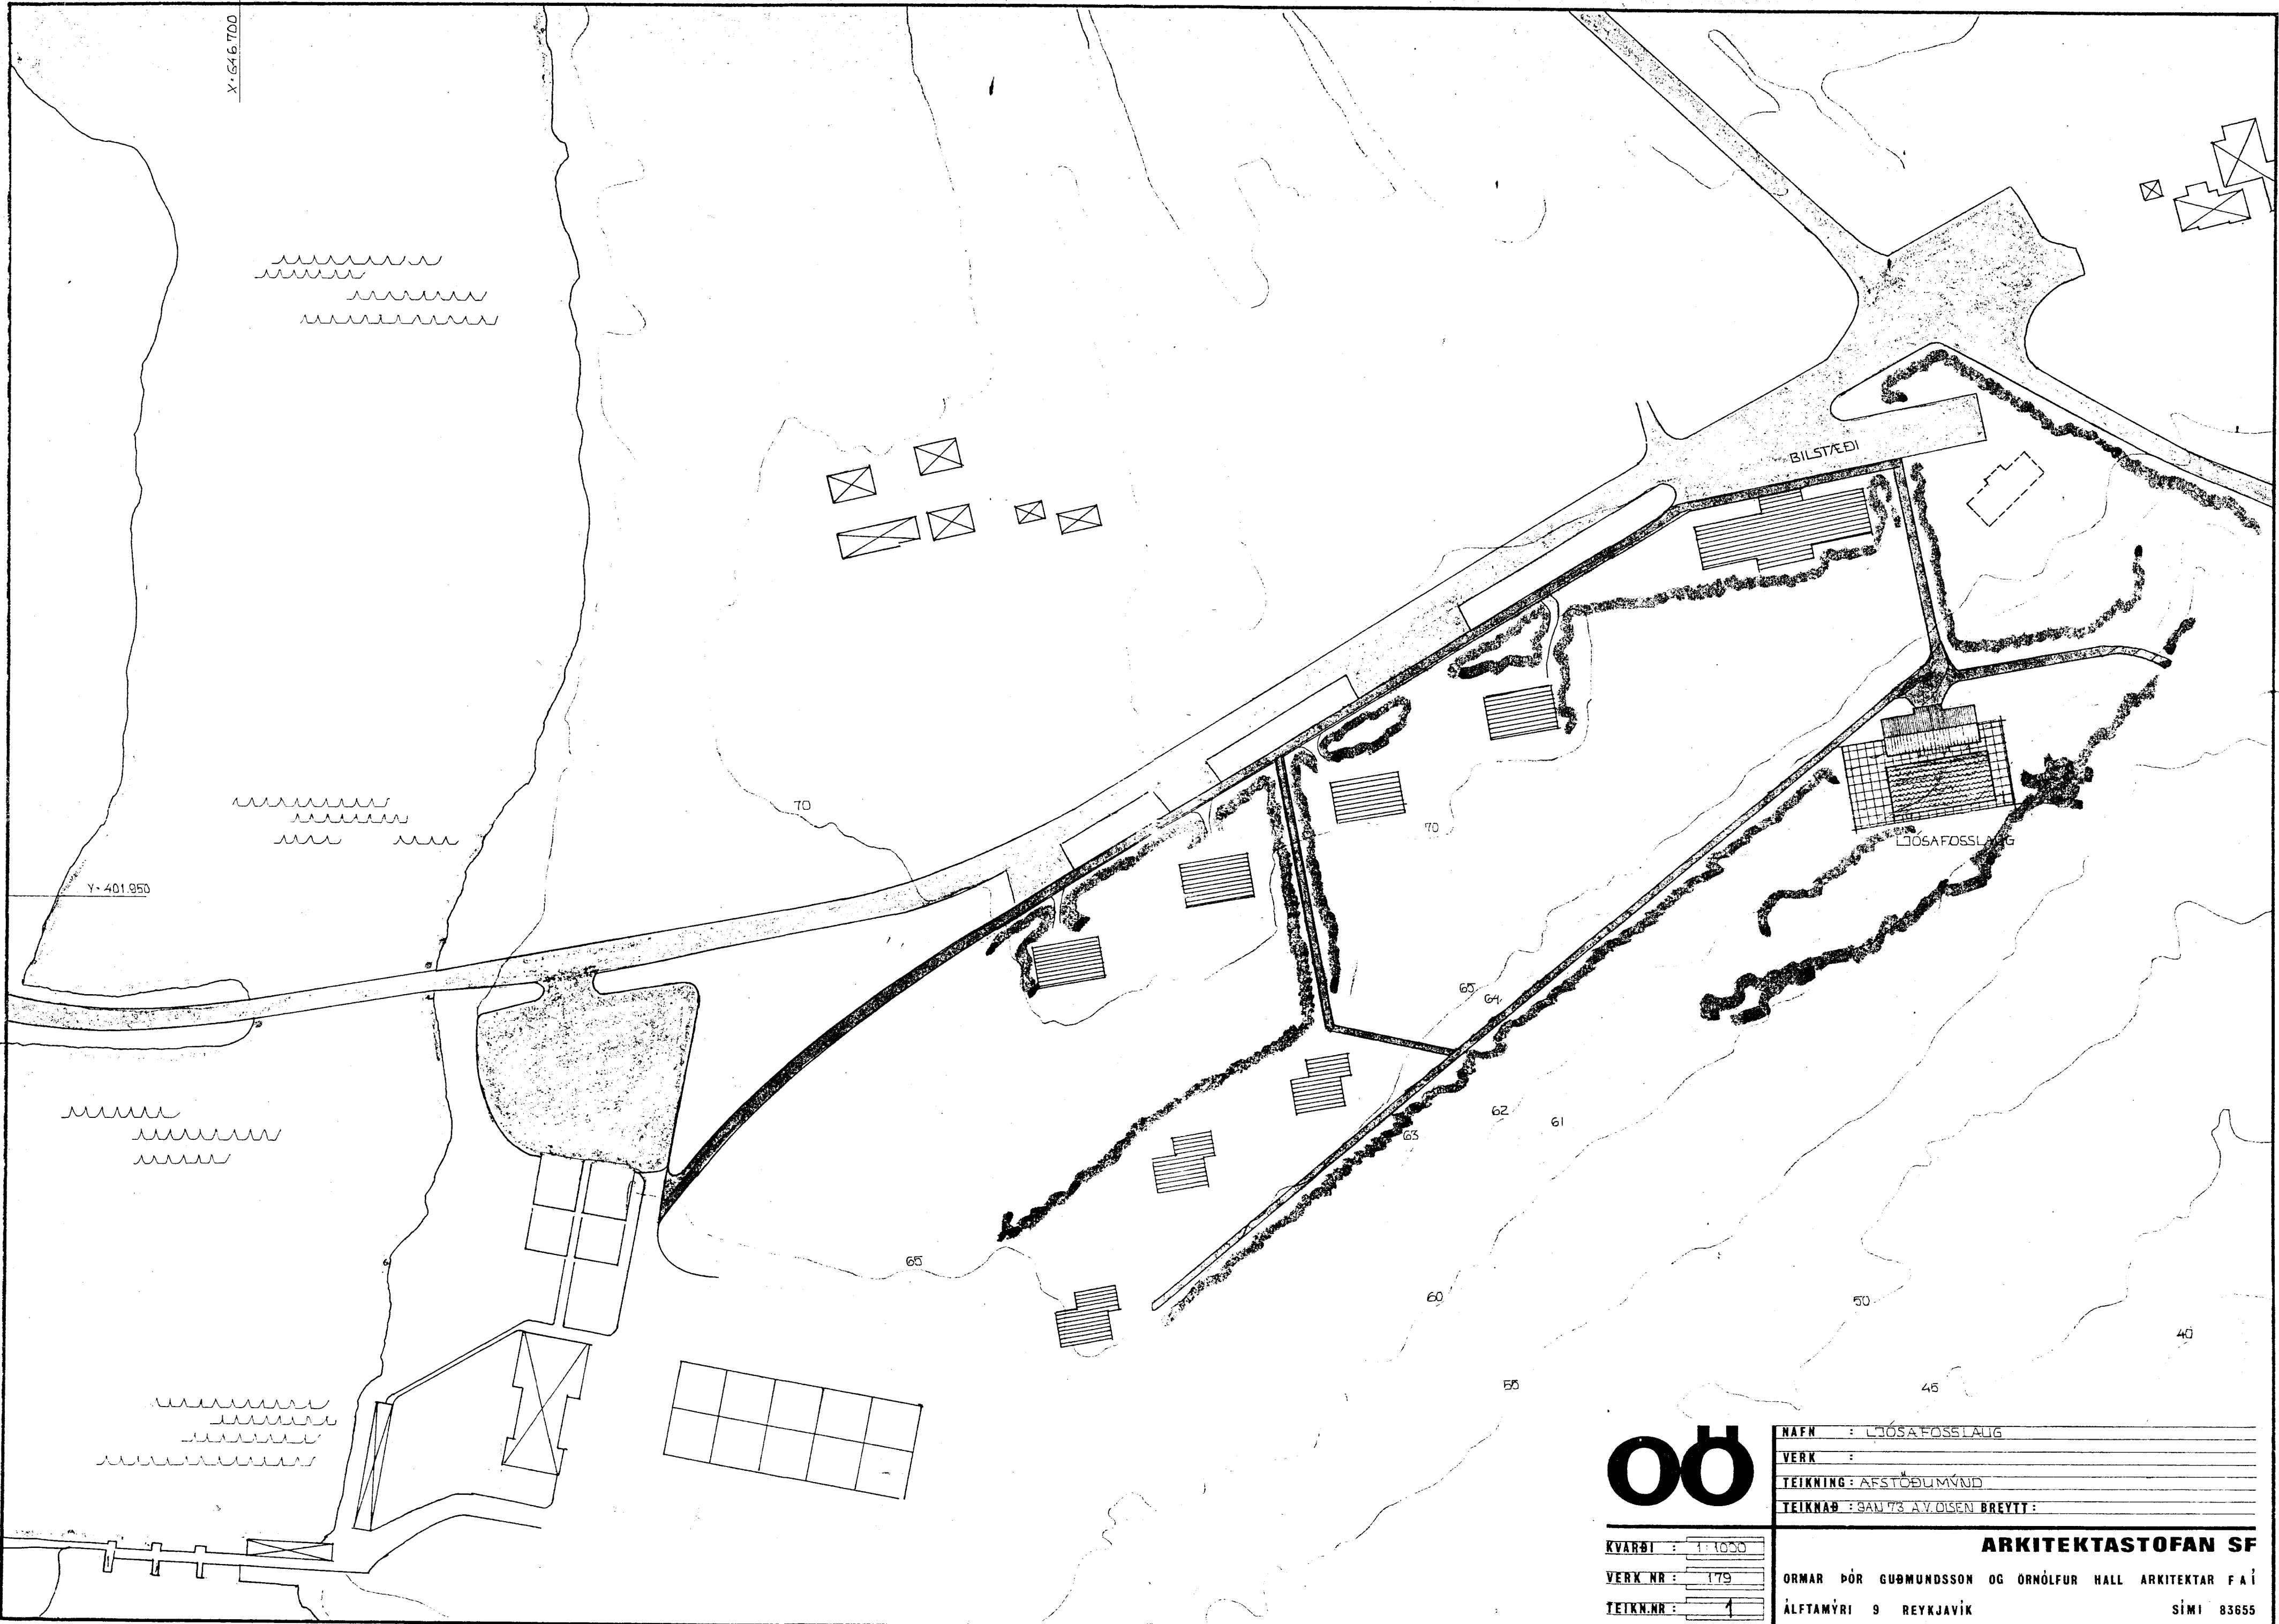 X· 646.700
BILSTÆÐI
70
70
LJÓSAFOSSLAUG
Y· 401.950
65
64
62
61
63
65
60
50
40
55
45
OÖ
NAFN : LJÓSAFOSSLAUG
VERK :
TEIKNING : AFSTÖÐUMYND
TEIKNAÐ : JAN 73 A.V. OLSEN BREYTT :
KVARÐI : 1:1000
VERK NR : 179
TEIKN.NR : 1
ARKITEKTASTOFAN SF
ORMAR ÞÓR GUÐMUNDSSON OG ÖRNÓLFUR HALL ARKITEKTAR F A Í
ÁLFTAMÝRI 9 REYKJAVÍK SÍMI 83655